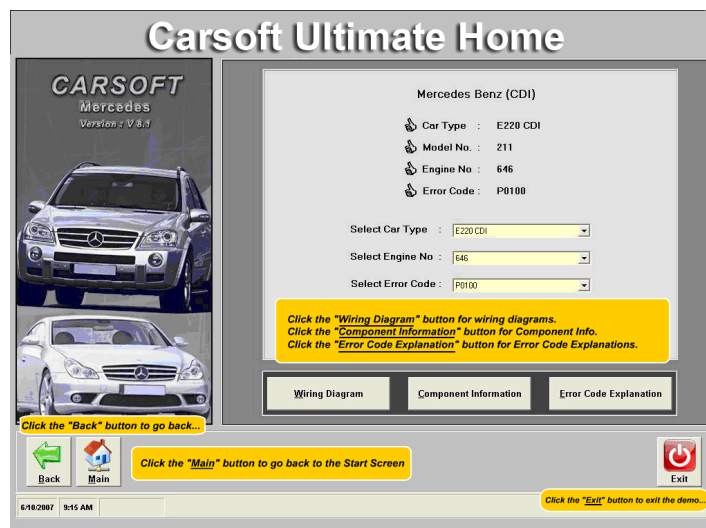 Carsoft Ultimate Home
CARSOFT
Mercedes
Version : V 8.1
Mercedes Benz (CDI)
Car Type : E220 CDI
Model No. : 211
Engine No : 646
Error Code : P0100
Select Car Type : E220 CDI
Select Engine No : 646
Select Error Code : P0100
Click the "Wiring Diagram" button for wiring diagrams.
Click the "Component Information" button for Component Info.
Click the "Error Code Explanation" button for Error Code Explanations.
Wiring Diagram Component Information Error Code Explanation
Click the "Back" button to go back...
Back Main
Click the "Main" button to go back to the Start Screen
Exit
Click the "Exit" button to exit the demo...
6/10/2007 9:15 AM